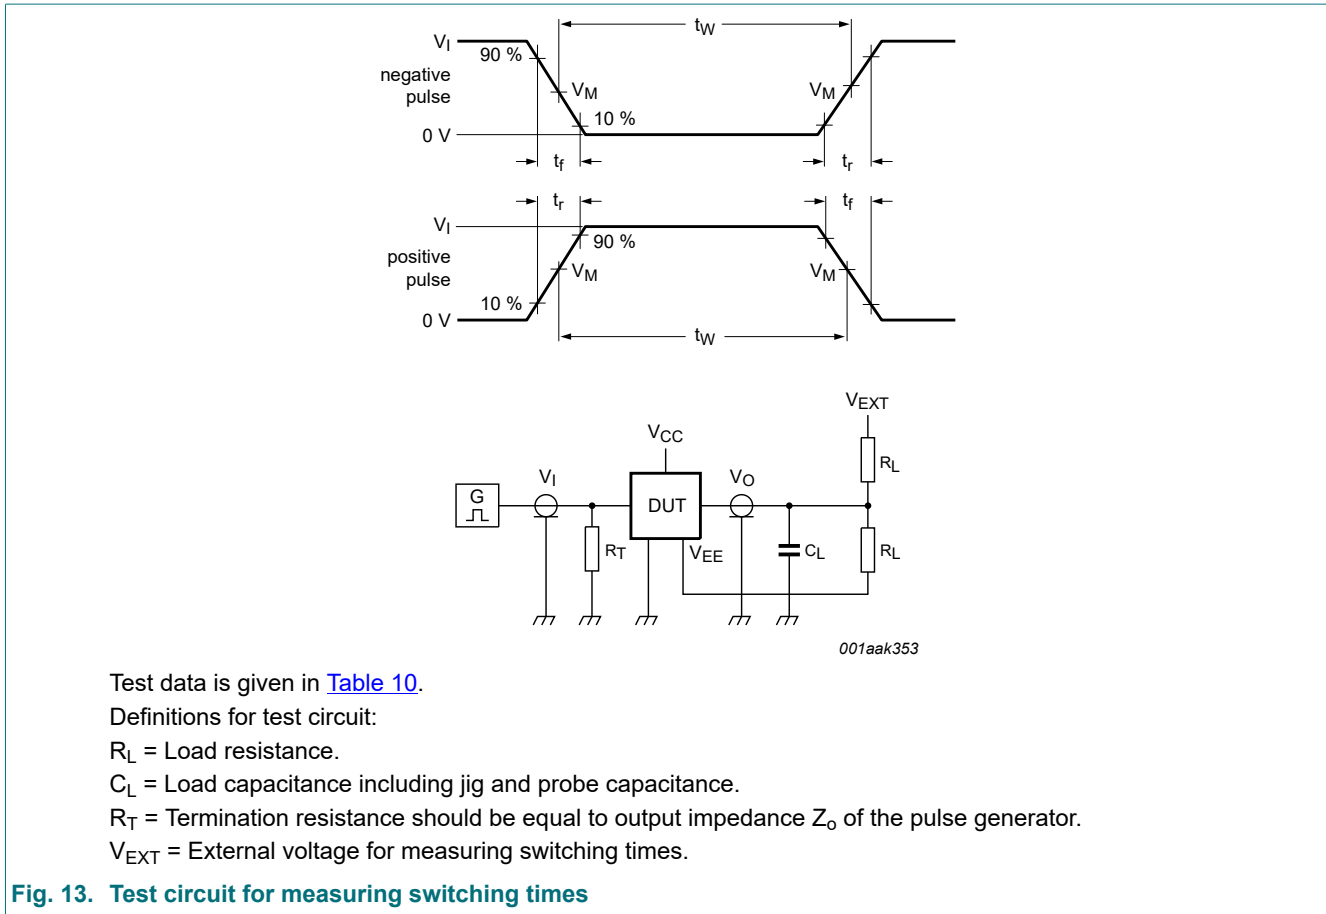 tW
VI
90 %
negative
pulse
VM
VM
10 %
0 V
tf
tr
tr
tf
VI
90 %
positive
pulse
VM
VM
10 %
0 V
tW
VEXT
VCC
RL
VI
VO
G
DUT
RT
VEE
CL
RL
001aak353
Test data is given in Table 10.
Definitions for test circuit:
RL = Load resistance.
CL = Load capacitance including jig and probe capacitance.
RT = Termination resistance should be equal to output impedance Zo of the pulse generator.
VEXT = External voltage for measuring switching times.
Fig. 13. Test circuit for measuring switching times